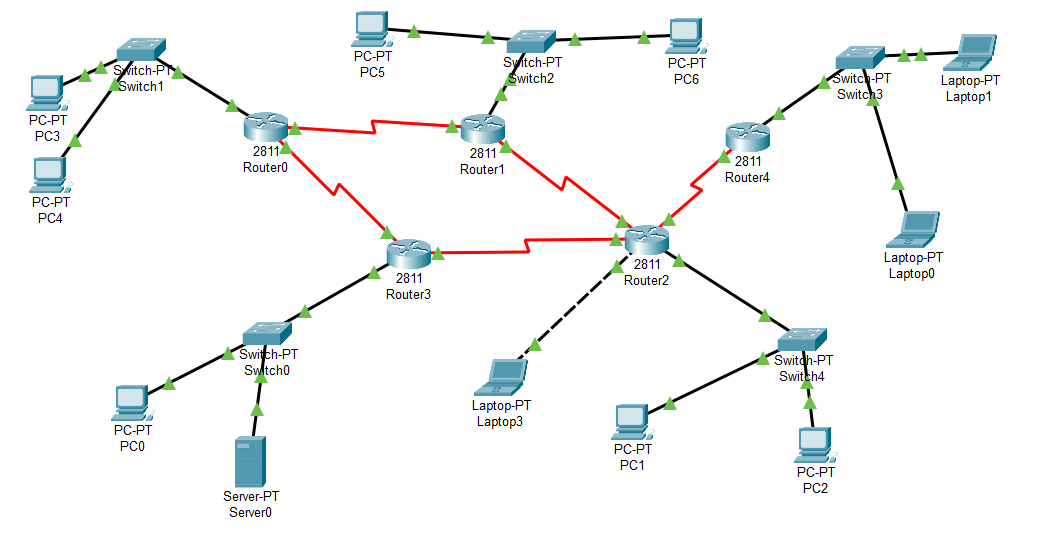 PC-PT
PC5
Switch-PT
Switch2
PC-PT
PC6
Switch-PT
Switch1
Switch-PT
Switch3
Laptop-PT
Laptop1
PC-PT
PC3
2811
Router0
2811
Router1
2811
Router4
PC-PT
PC4
Laptop-PT
Laptop0
2811
Router3
2811
Router2
Switch-PT
Switch0
Switch-PT
Switch4
Laptop-PT
Laptop3
PC-PT
PC0
PC-PT
PC1
PC-PT
PC2
Server-PT
Server0